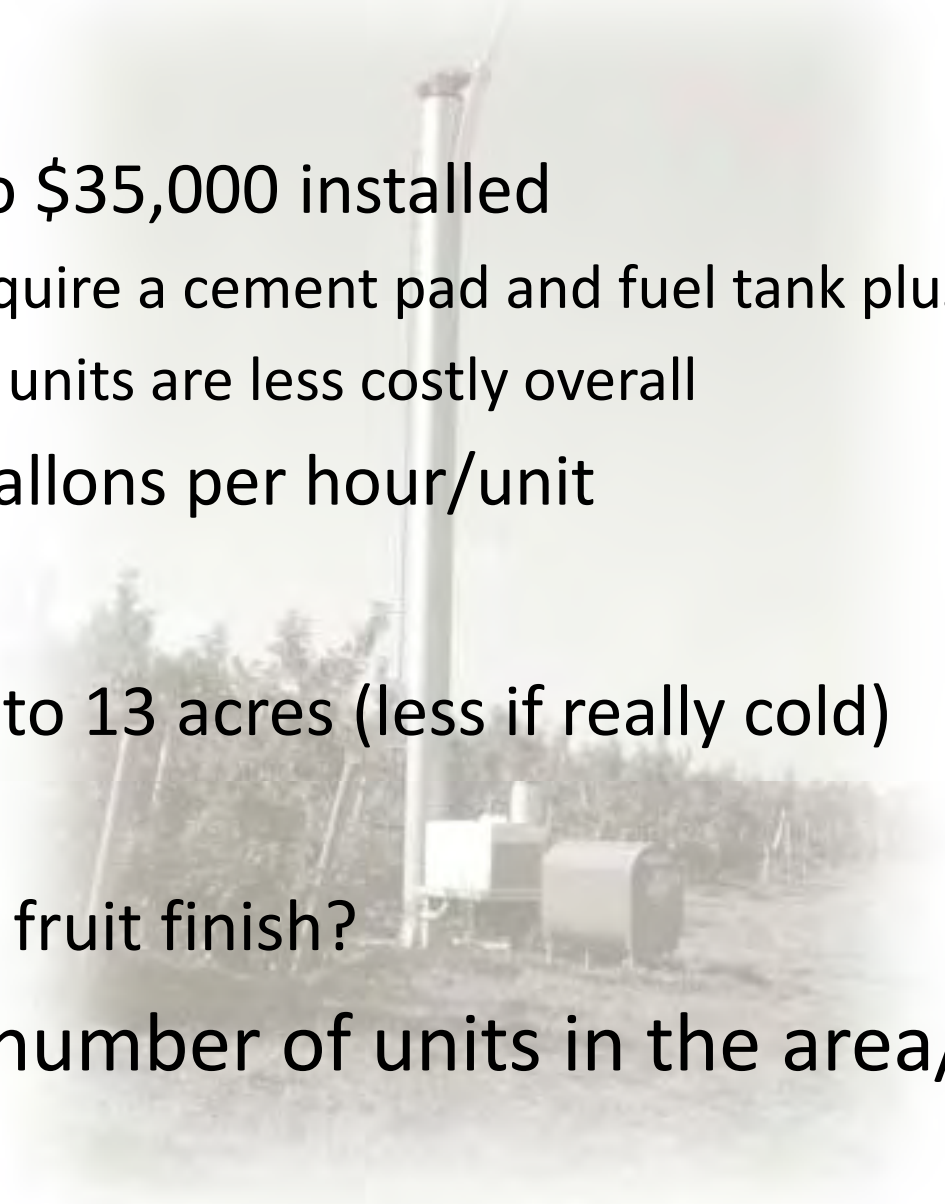 o $35,000 installed
quire a cement pad and fuel tank plu
units are less costly overall
allons per hour/unit
to 13 acres (less if really cold)
fruit finish?
number of units in the area/